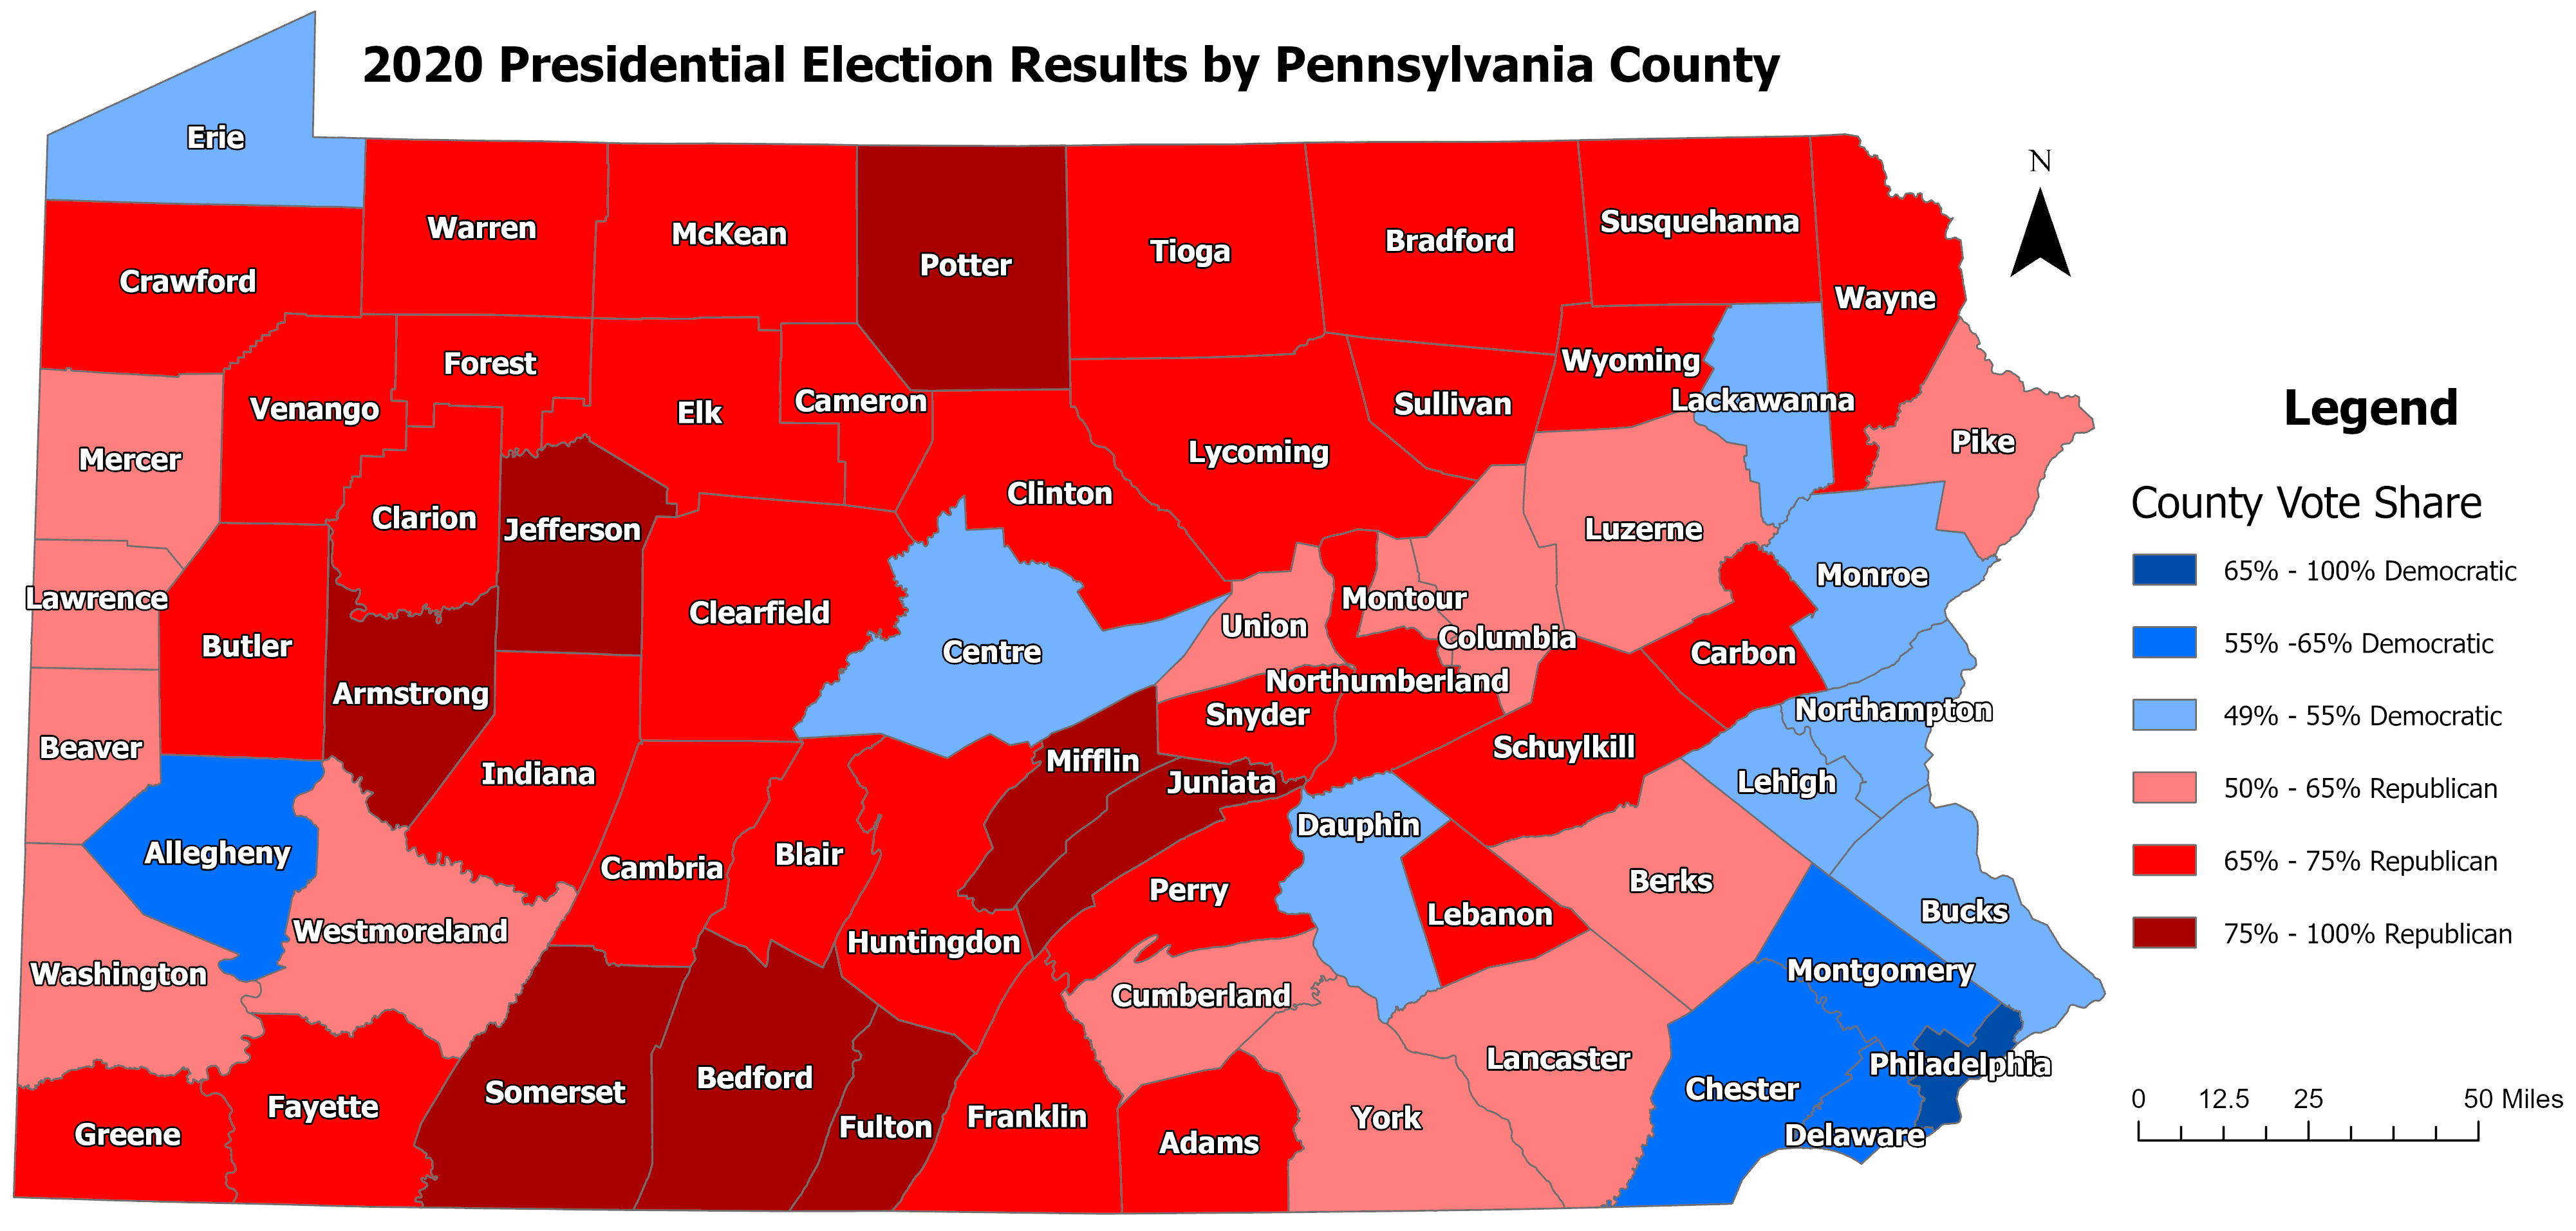 2020 Presidential Election Results by Pennsylvania County
Erie
N
Warren
McKean
Susquehanna
Bradford
Tioga
Potter
Crawford
Wayne
Forest
Wyoming
Venango
Elk
Cameron
Sullivan
Lackawanna
Mercer
Lycoming
Pike
Clinton
Clarion
Jefferson
Luzerne
Monroe
Lawrence
Montour
Clearfield
Union
Columbia
Butler
Centre
Carbon
Armstrong
Northumberland
Snyder
Northampton
Beaver
Schuylkill
Mifflin
Indiana
Juniata
Lehigh
Dauphin
Allegheny
Blair
Cambria
Perry
Berks
Lebanon
Bucks
Westmoreland
Huntingdon
Washington
Montgomery
Cumberland
Lancaster
Philadelphia
Bedford
Somerset
Chester
Fayette
Franklin
York
Fulton
Greene
Adams
Delaware
Legend
County Vote Share
65% - 100% Democratic
55% -65% Democratic
49% - 55% Democratic
50% - 65% Republican
65% - 75% Republican
75% - 100% Republican
0 12.5 25 50 Miles